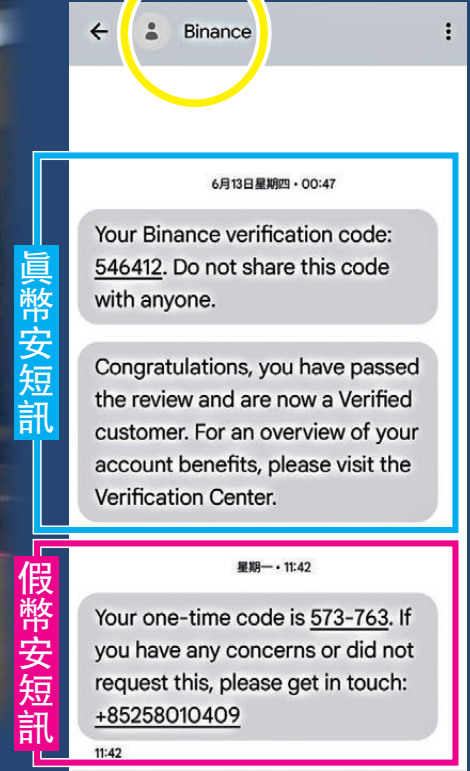 Binance
6月13日星期四 • 00:47
真幣安短訊
Your Binance verification code:
546412. Do not share this code
with anyone.
Congratulations, you have passed
the review and are now a Verified
customer. For an overview of your
account benefits, please visit the
Verification Center.
星期一 • 11:42
假幣安短訊
Your one-time code is 573-763. If
you have any concerns or did not
request this, please get in touch:
+85258010409
11:42